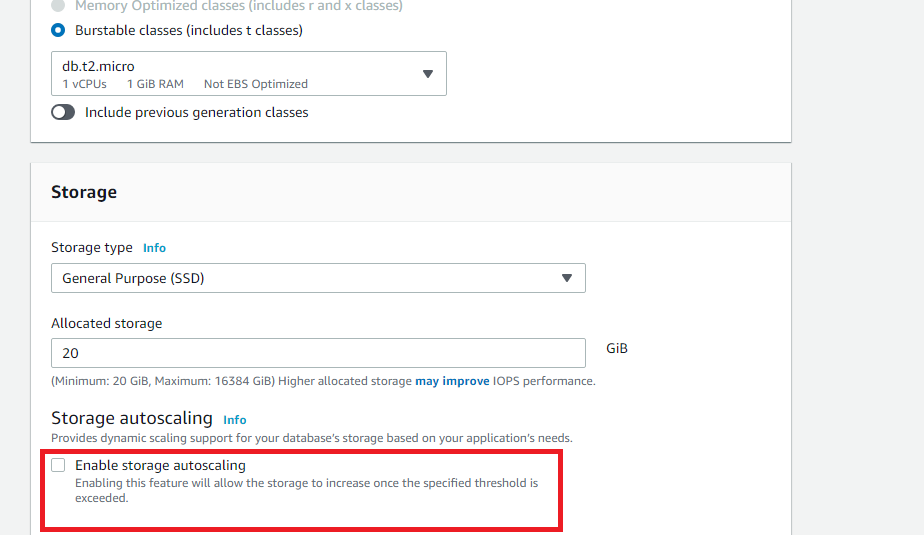 Memory Optimized classes (includes r and x classes)
Burstable classes (includes t classes)
db.t2.micro
1 vCPUs 1 GiB RAM Not EBS Optimized
Include previous generation classes
Storage
Storage type Info
General Purpose (SSD)
Allocated storage
20
GiB
(Minimum: 20 GiB, Maximum: 16384 GiB) Higher allocated storage may improve IOPS performance.
Storage autoscaling Info
Provides dynamic scaling support for your database's storage based on your application's needs.
Enable storage autoscaling
Enabling this feature will allow the storage to increase once the specified threshold is
exceeded.